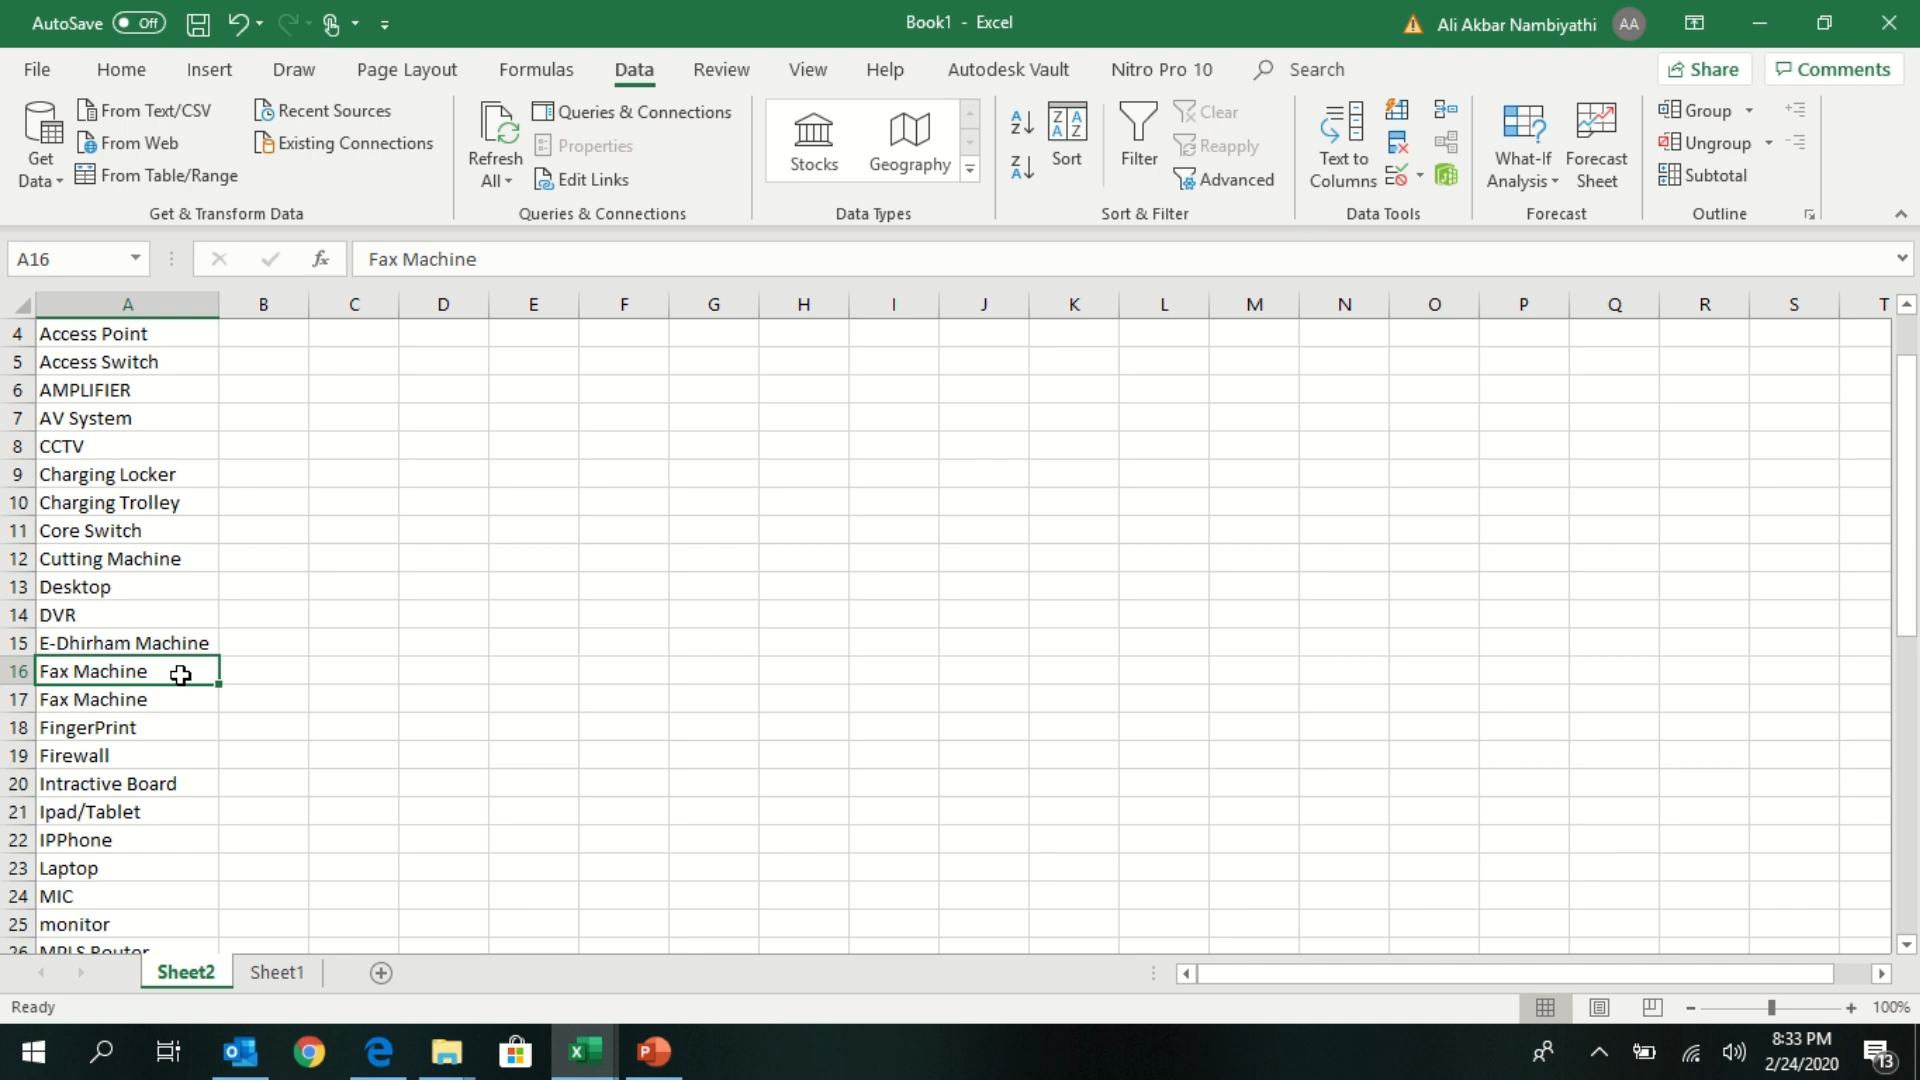 AutoSave Off Book1 - Excel Ali Akbar Nambiyathi AA
File Home Insert Draw Page Layout Formulas Data Review View Help Autodesk Vault Nitro Pro 10 Search Share Comments
Get Data
From Text/CSV
From Web
From Table/Range
Recent Sources
Existing Connections
Get & Transform Data
Refresh All
Queries & Connections
Properties
Edit Links
Queries & Connections
Stocks Geography
Data Types
Sort
Filter
Clear
Reapply
Advanced
Sort & Filter
Text to Columns
Data Tools
What-If Analysis
Forecast Sheet
Forecast
Group
Ungroup
Subtotal
Outline
A16 fx Fax Machine
A B C D E F G H I J K L M N O P Q R S T
4 Access Point
5 Access Switch
6 AMPLIFIER
7 AV System
8 CCTV
9 Charging Locker
10 Charging Trolley
11 Core Switch
12 Cutting Machine
13 Desktop
14 DVR
15 E-Dhirham Machine
16 Fax Machine
17 Fax Machine
18 FingerPrint
19 Firewall
20 Intractive Board
21 Ipad/Tablet
22 IPPhone
23 Laptop
24 MIC
25 monitor
26 MPLS Router
Sheet2 Sheet1
Ready 100%
8:33 PM
2/24/2020
13